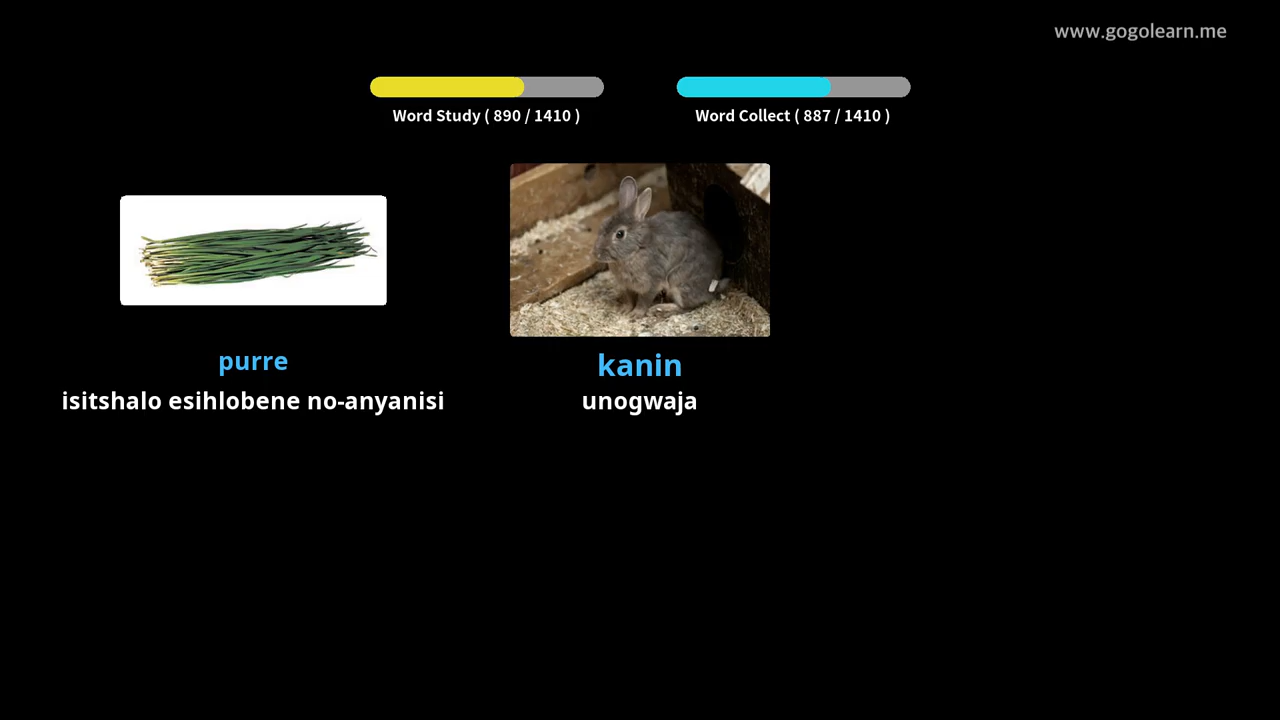 www.gogolearn.me
Word Study ( 890 / 1410 )
Word Collect ( 887 / 1410 )
purre
isitshalo esihlobene no-anyanisi
kanin
unogwaja